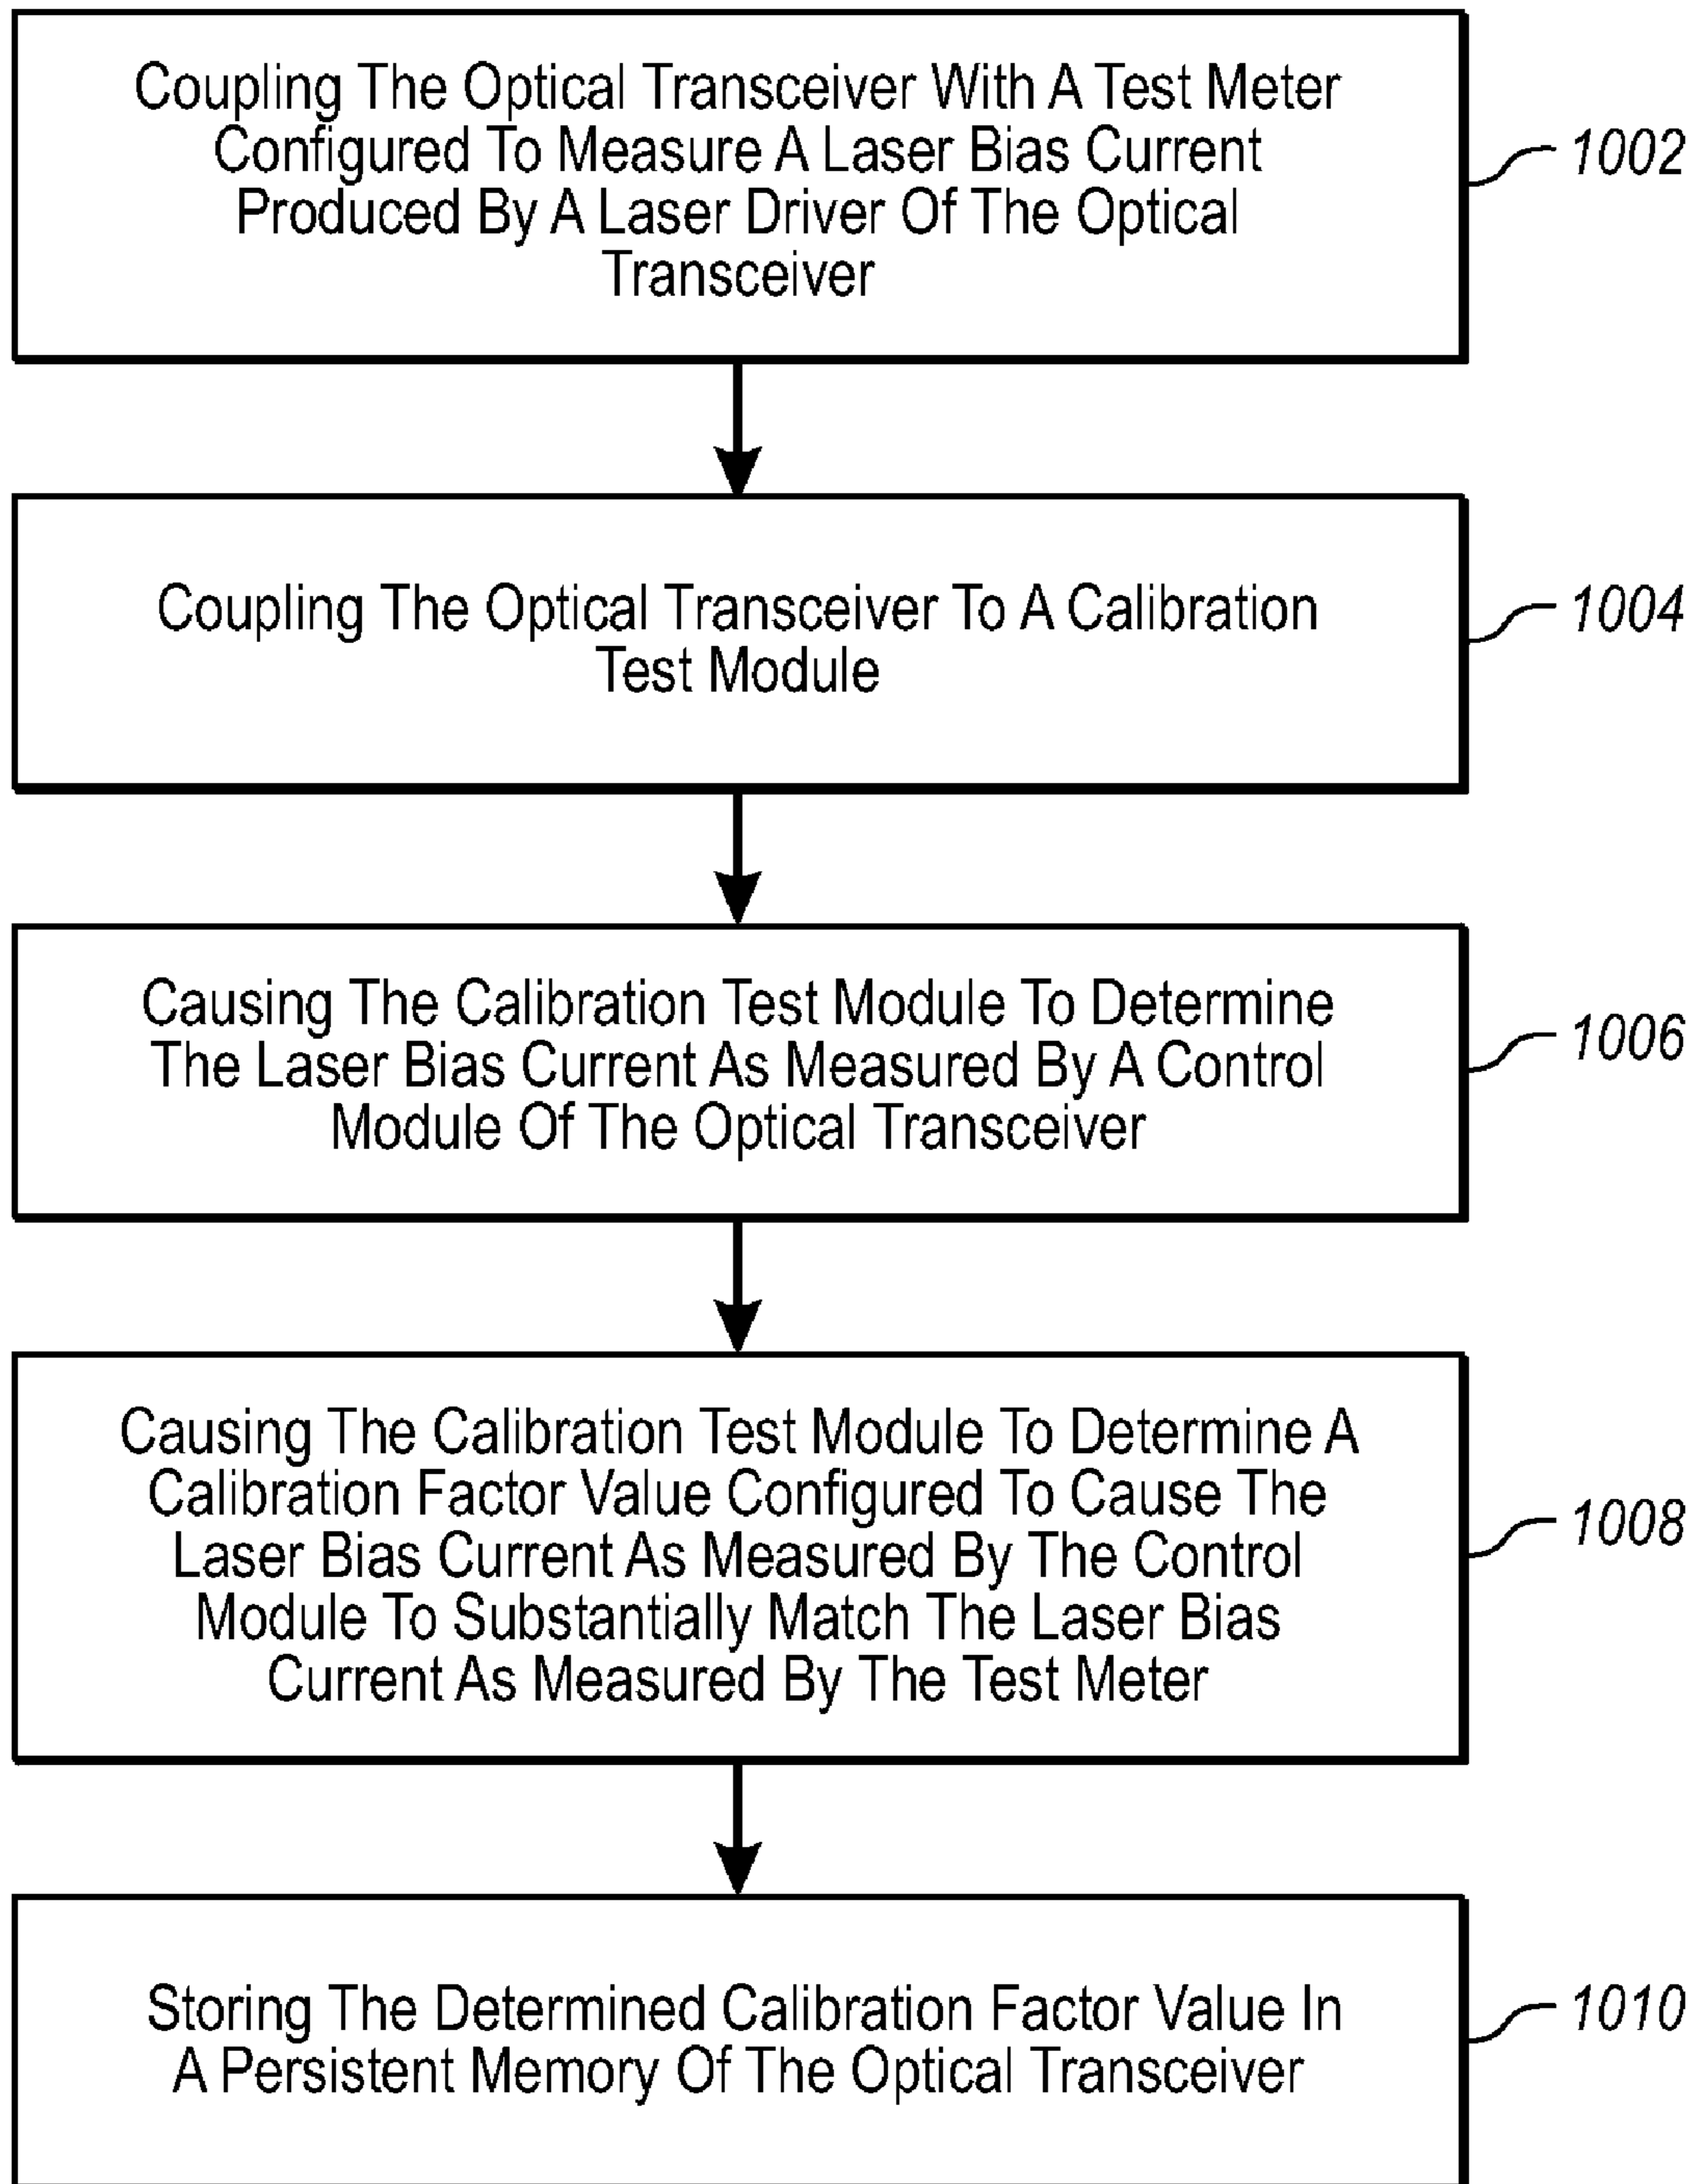 Coupling The Optical Transceiver With A Test Meter
Configured To Measure A Laser Bias Current
Produced By A Laser Driver Of The Optical
Transceiver
1002
Coupling The Optical Transceiver To A Calibration
Test Module
1004
Causing The Calibration Test Module To Determine
The Laser Bias Current As Measured By A Control
Module Of The Optical Transceiver
1006
Causing The Calibration Test Module To Determine A
Calibration Factor Value Configured To Cause The
Laser Bias Current As Measured By The Control
Module To Substantially Match The Laser Bias
Current As Measured By The Test Meter
1008
Storing The Determined Calibration Factor Value In
A Persistent Memory Of The Optical Transceiver
1010